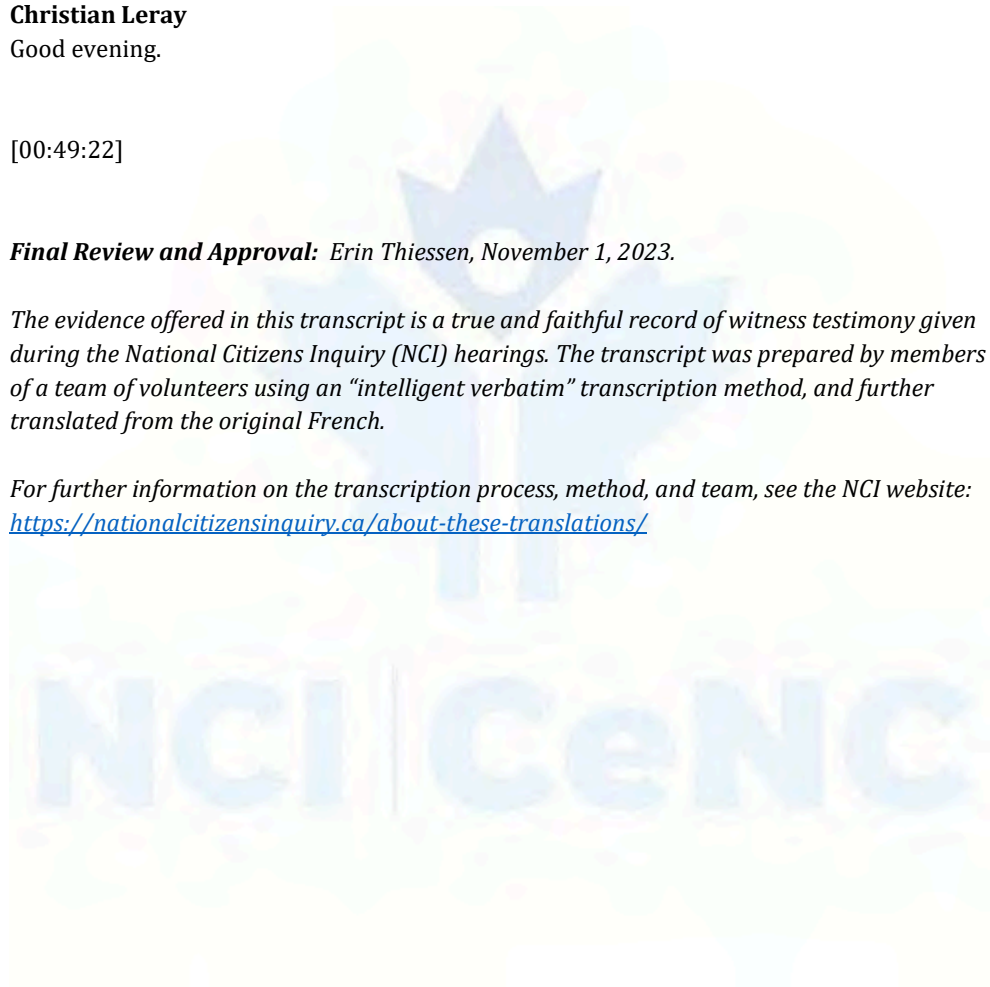 Christian Leray
Good evening.
[00:49:22]
Final Review and Approval: Erin Thiessen, November 1, 2023.
The evidence offered in this transcript is a true and faithful record of witness testimony given
during the National Citizens Inquiry (NCI) hearings. The transcript was prepared by members
of a team of volunteers using an “intelligent verbatim” transcription method, and further
translated from the original French.
For further information on the transcription process, method, and team, see the NCI website:
https://nationalcitizensinquiry.ca/about-these-translations/
NCI | CeNC